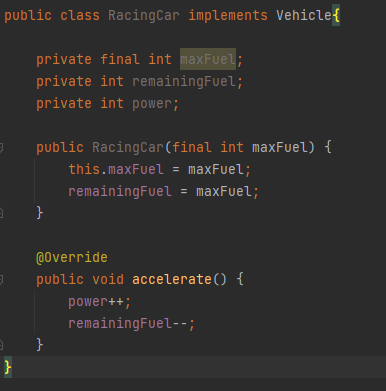 public class RacingCar implements Vehicle{
private final int maxFuel;
private int remainingFuel;
private int power;
public RacingCar(final int maxFuel) {
this.maxFuel = maxFuel;
remainingFuel = maxFuel;
}
@Override
public void accelerate() {
power++;
remainingFuel--;
}
}